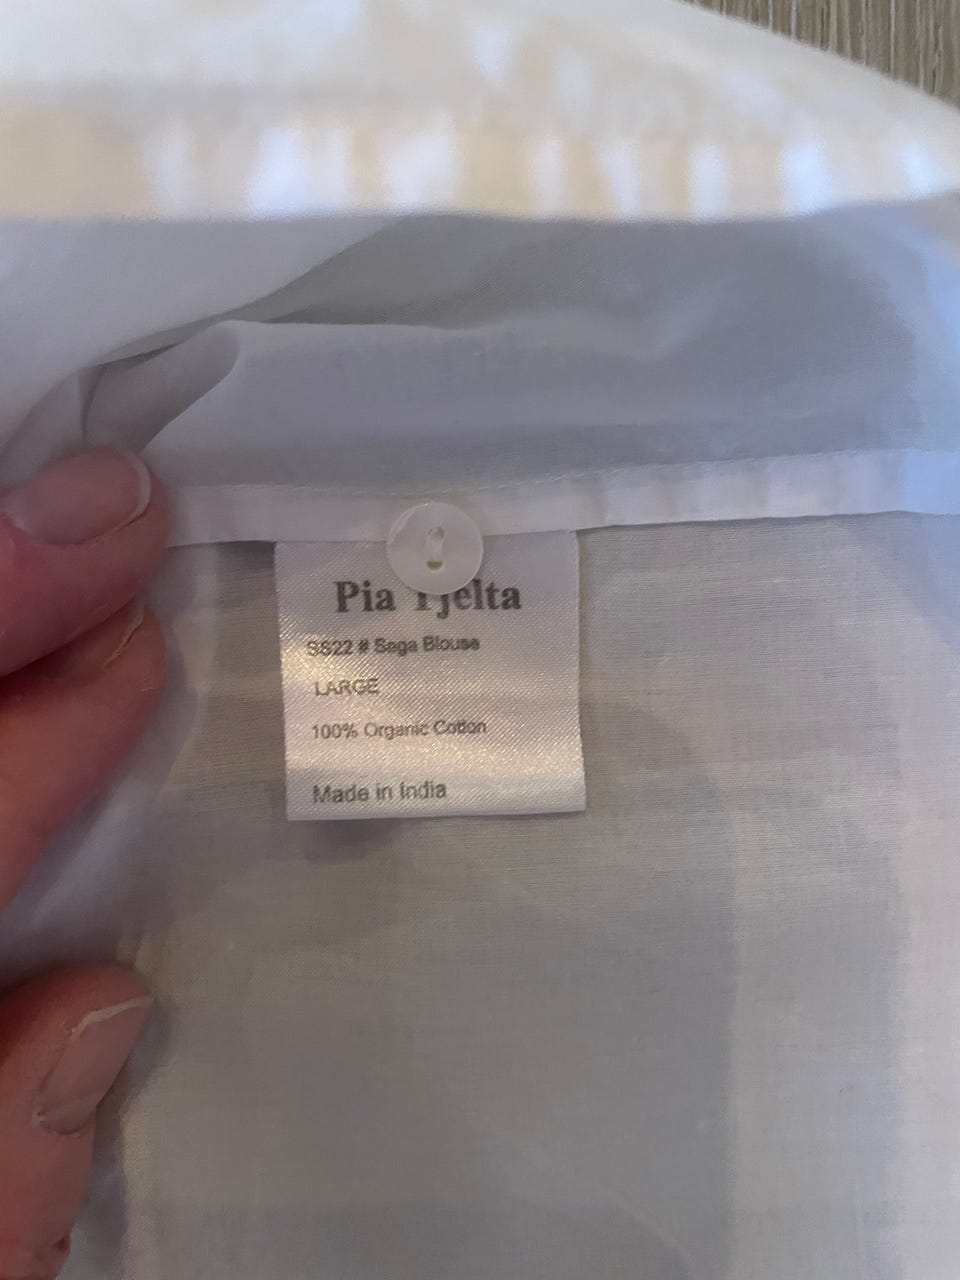 Pia Tjelta
SS22 # Saga Blouse
LARGE
100% Organic Cotton
Made in India